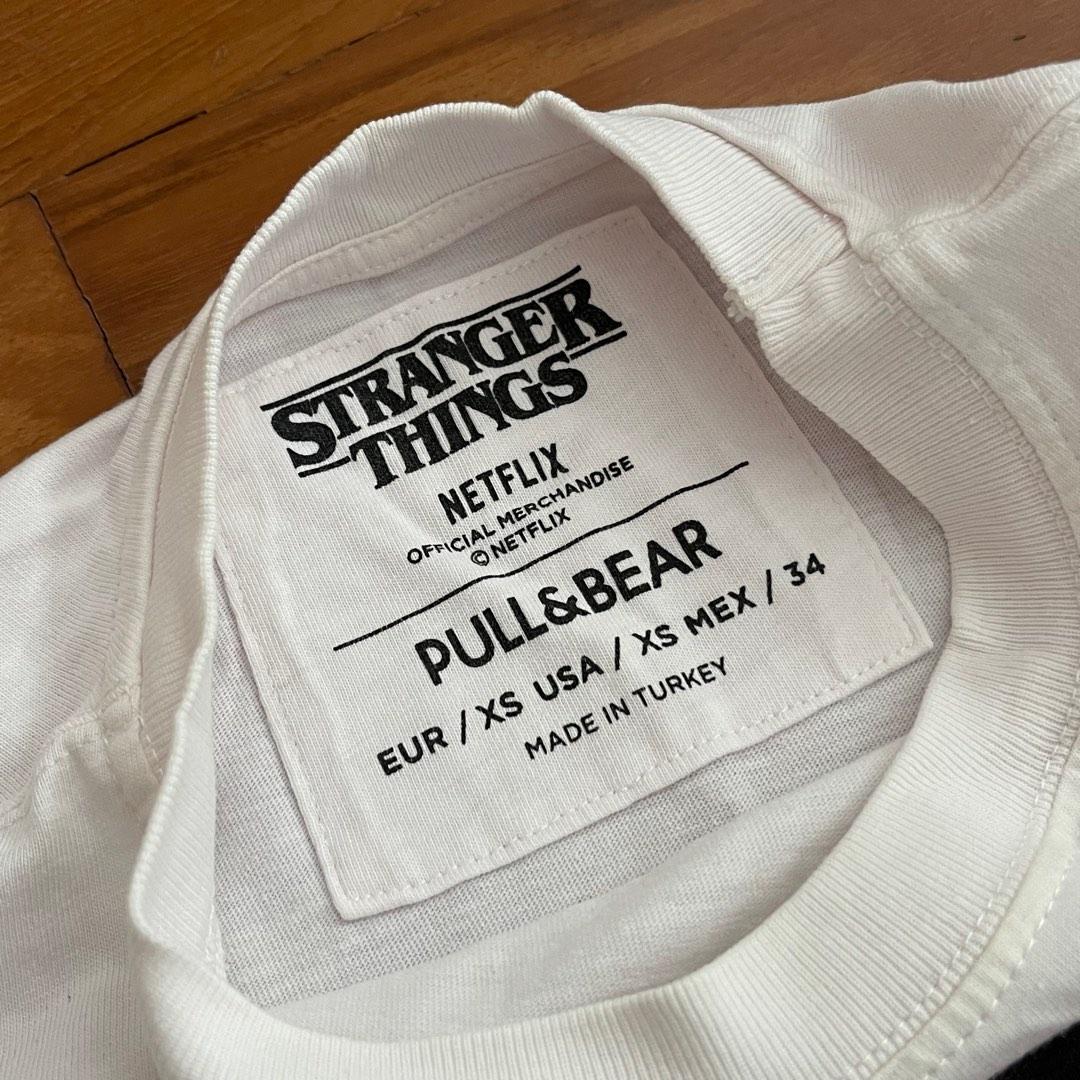 STRANGER
THINGS
NETFLIX
OFFICIAL MERCHANDISE
© NETFLIX
PULL&BEAR
EUR / XS USA / XS MEX / 34
MADE IN TURKEY